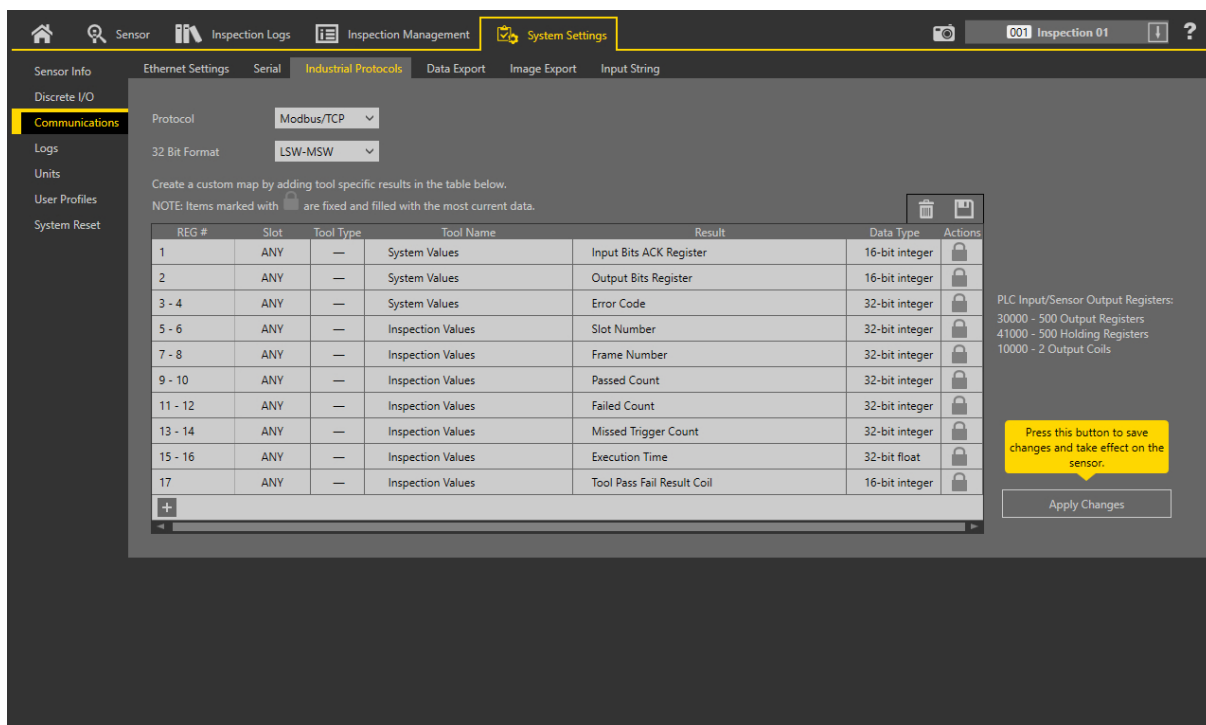 Sensor Inspection Logs Inspection Management System Settings 001 Inspection 01 ?
Sensor Info
Discrete I/O
Communications
Logs
Units
User Profiles
System Reset
Ethernet Settings Serial Industrial Protocols Data Export Image Export Input String
Protocol Modbus/TCP
32 Bit Format LSW-MSW
Create a custom map by adding tool specific results in the table below.
NOTE: Items marked with are fixed and filled with the most current data.
REG # Slot Tool Type Tool Name Result Data Type Actions
1 ANY — System Values Input Bits ACK Register 16-bit integer
2 ANY — System Values Output Bits Register 16-bit integer
3 - 4 ANY — System Values Error Code 32-bit integer
5 - 6 ANY — Inspection Values Slot Number 32-bit integer
7 - 8 ANY — Inspection Values Frame Number 32-bit integer
9 - 10 ANY — Inspection Values Passed Count 32-bit integer
11 - 12 ANY — Inspection Values Failed Count 32-bit integer
13 - 14 ANY — Inspection Values Missed Trigger Count 32-bit integer
15 - 16 ANY — Inspection Values Execution Time 32-bit float
17 ANY — Inspection Values Tool Pass Fail Result Coil 16-bit integer
+
PLC Input/Sensor Output Registers:
30000 - 500 Output Registers
41000 - 500 Holding Registers
10000 - 2 Output Coils
Press this button to save
changes and take effect on the
sensor.
Apply Changes